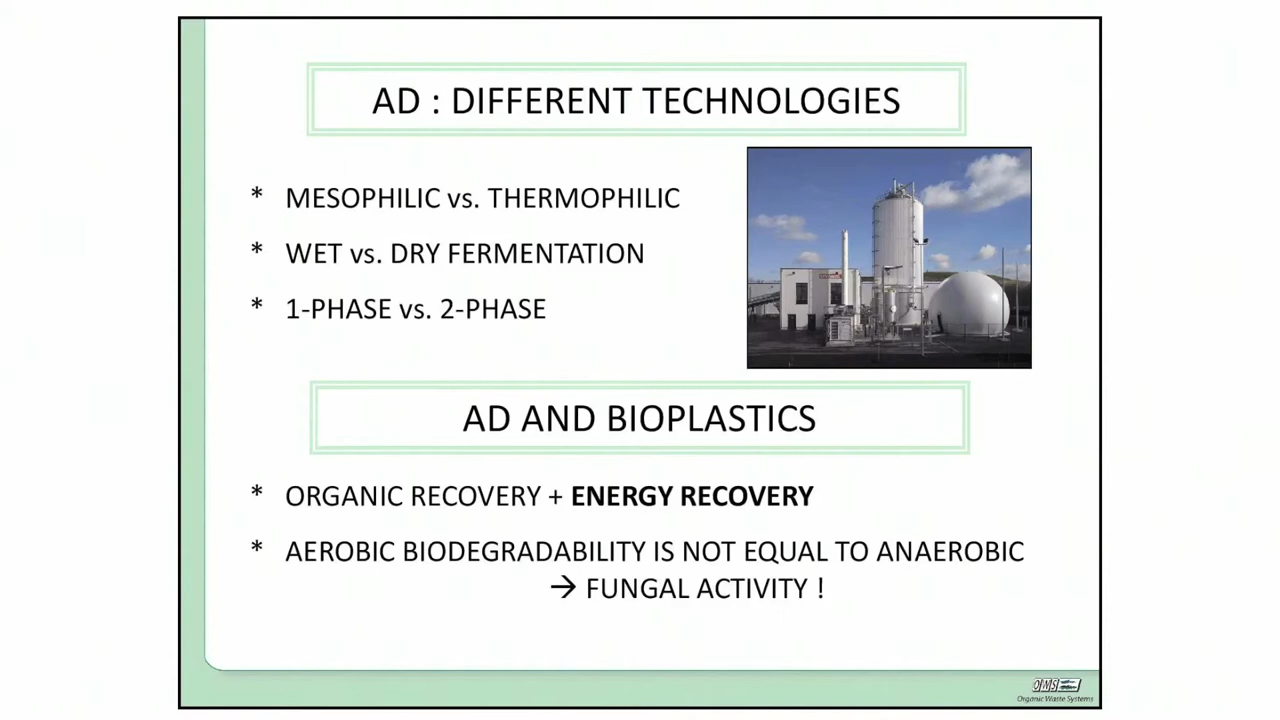 AD : DIFFERENT TECHNOLOGIES
* MESOPHILIC vs. THERMOPHILIC
* WET vs. DRY FERMENTATION
* 1-PHASE vs. 2-PHASE
AD AND BIOPLASTICS
* ORGANIC RECOVERY + ENERGY RECOVERY
* AEROBIC BIODEGRADABILITY IS NOT EQUAL TO ANAEROBIC
→ FUNGAL ACTIVITY !
OWS
Organic Waste Systems